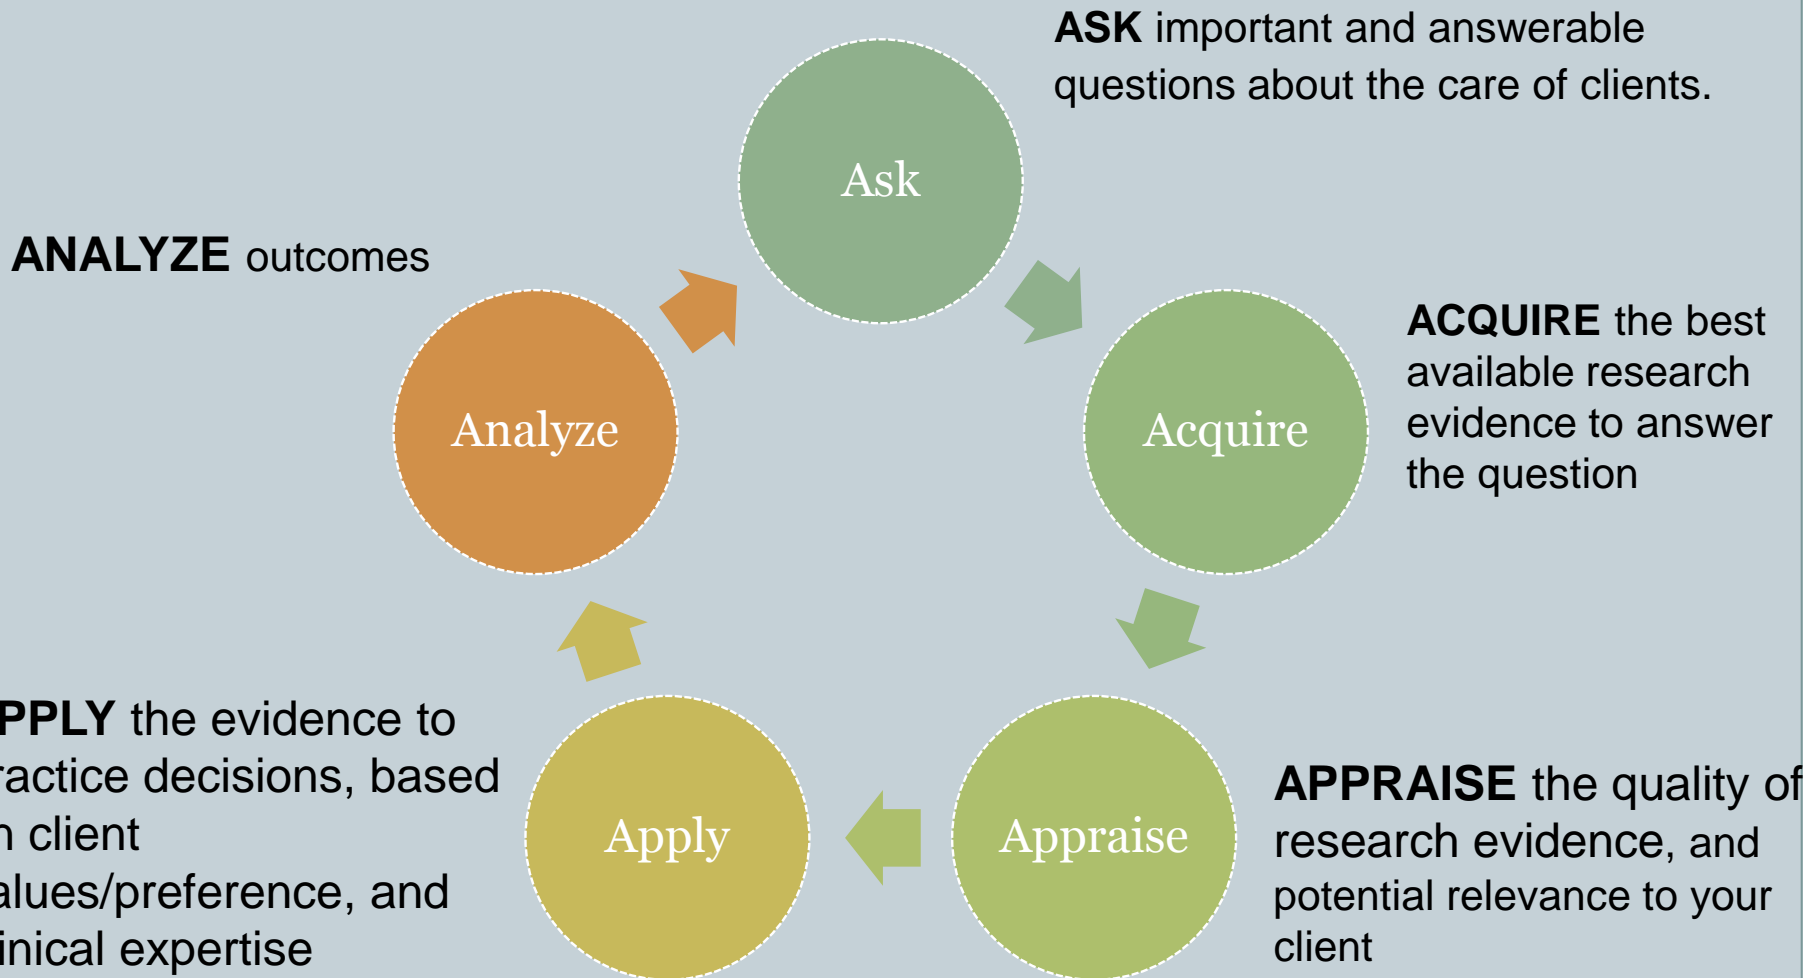 ASK important and answerable
questions about the care of clients.
Ask
ANALYZE outcomes
Analyze
Acquire
ACQUIRE the best
available research
evidence to answer
the question
PPLY the evidence to
ractice decisions, based
n client
alues/preference, and
inical expertise
Apply
Appraise
APPRAISE the quality of
research evidence, and
potential relevance to your
client